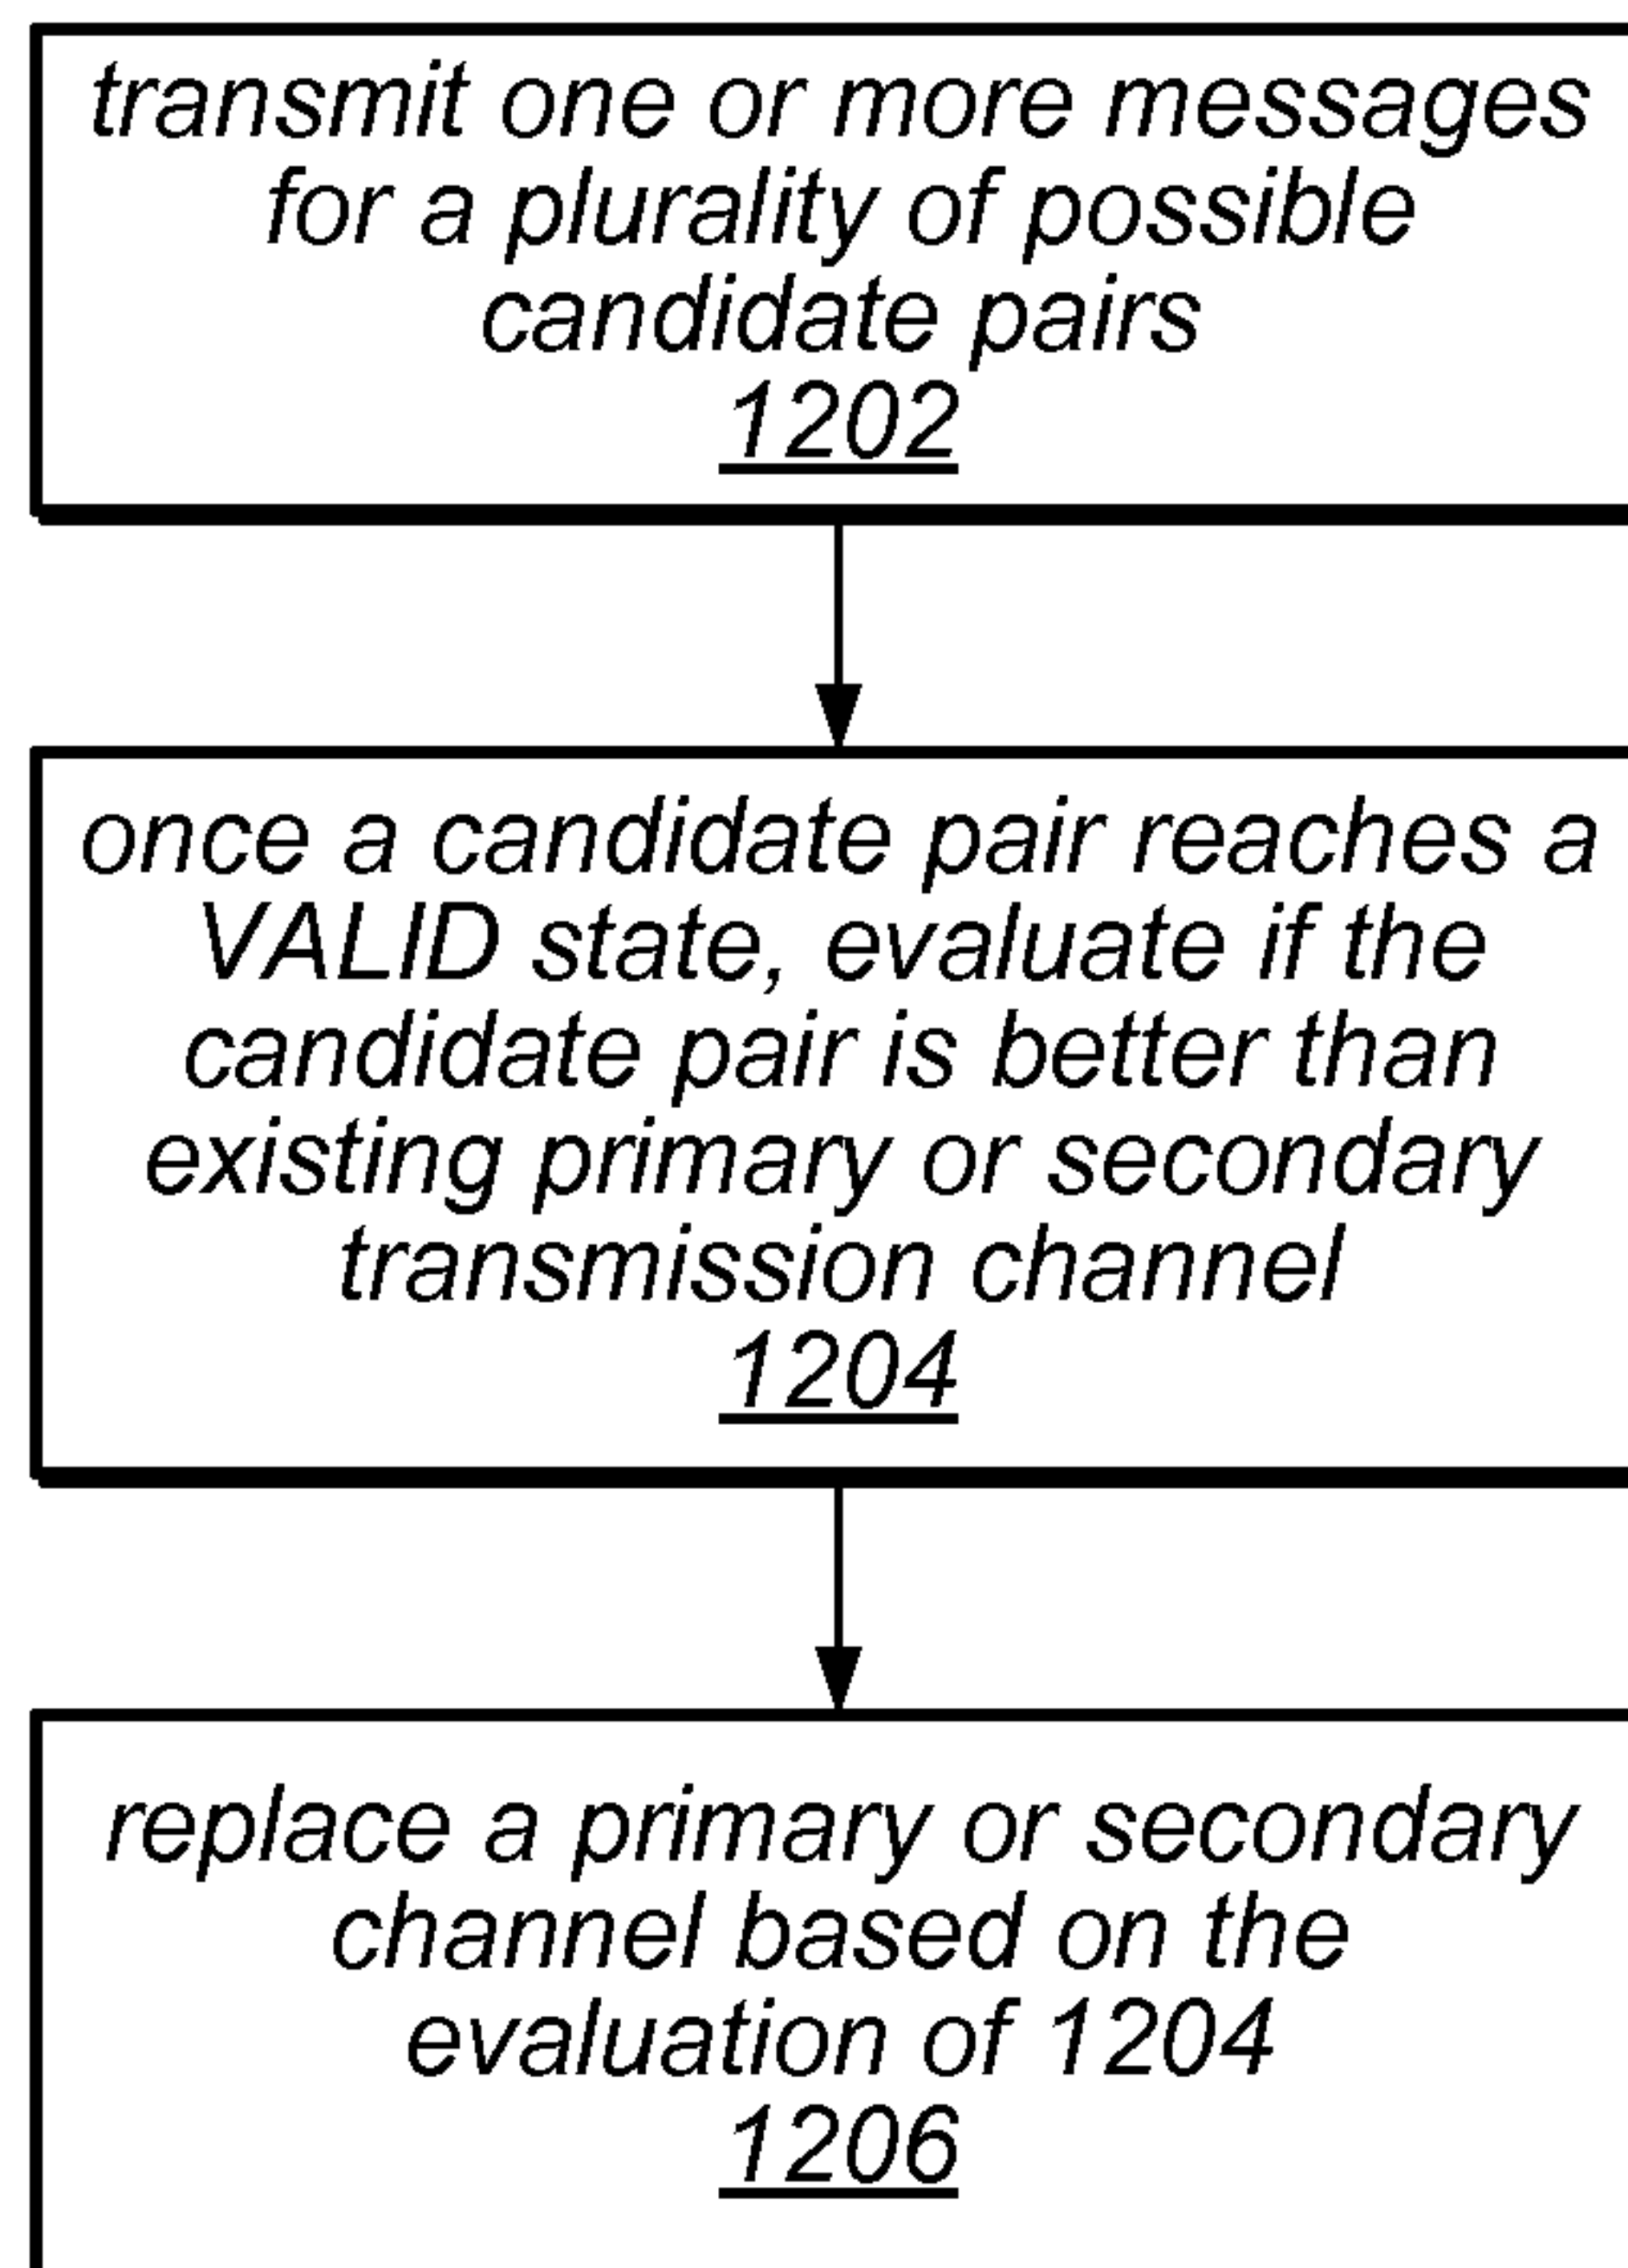 transmit one or more messages
for a plurality of possible
candidate pairs
1202
once a candidate pair reaches a
VALID state, evaluate if the
candidate pair is better than
existing primary or secondary
transmission channel
1204
replace a primary or secondary
channel based on the
evaluation of 1204
1206